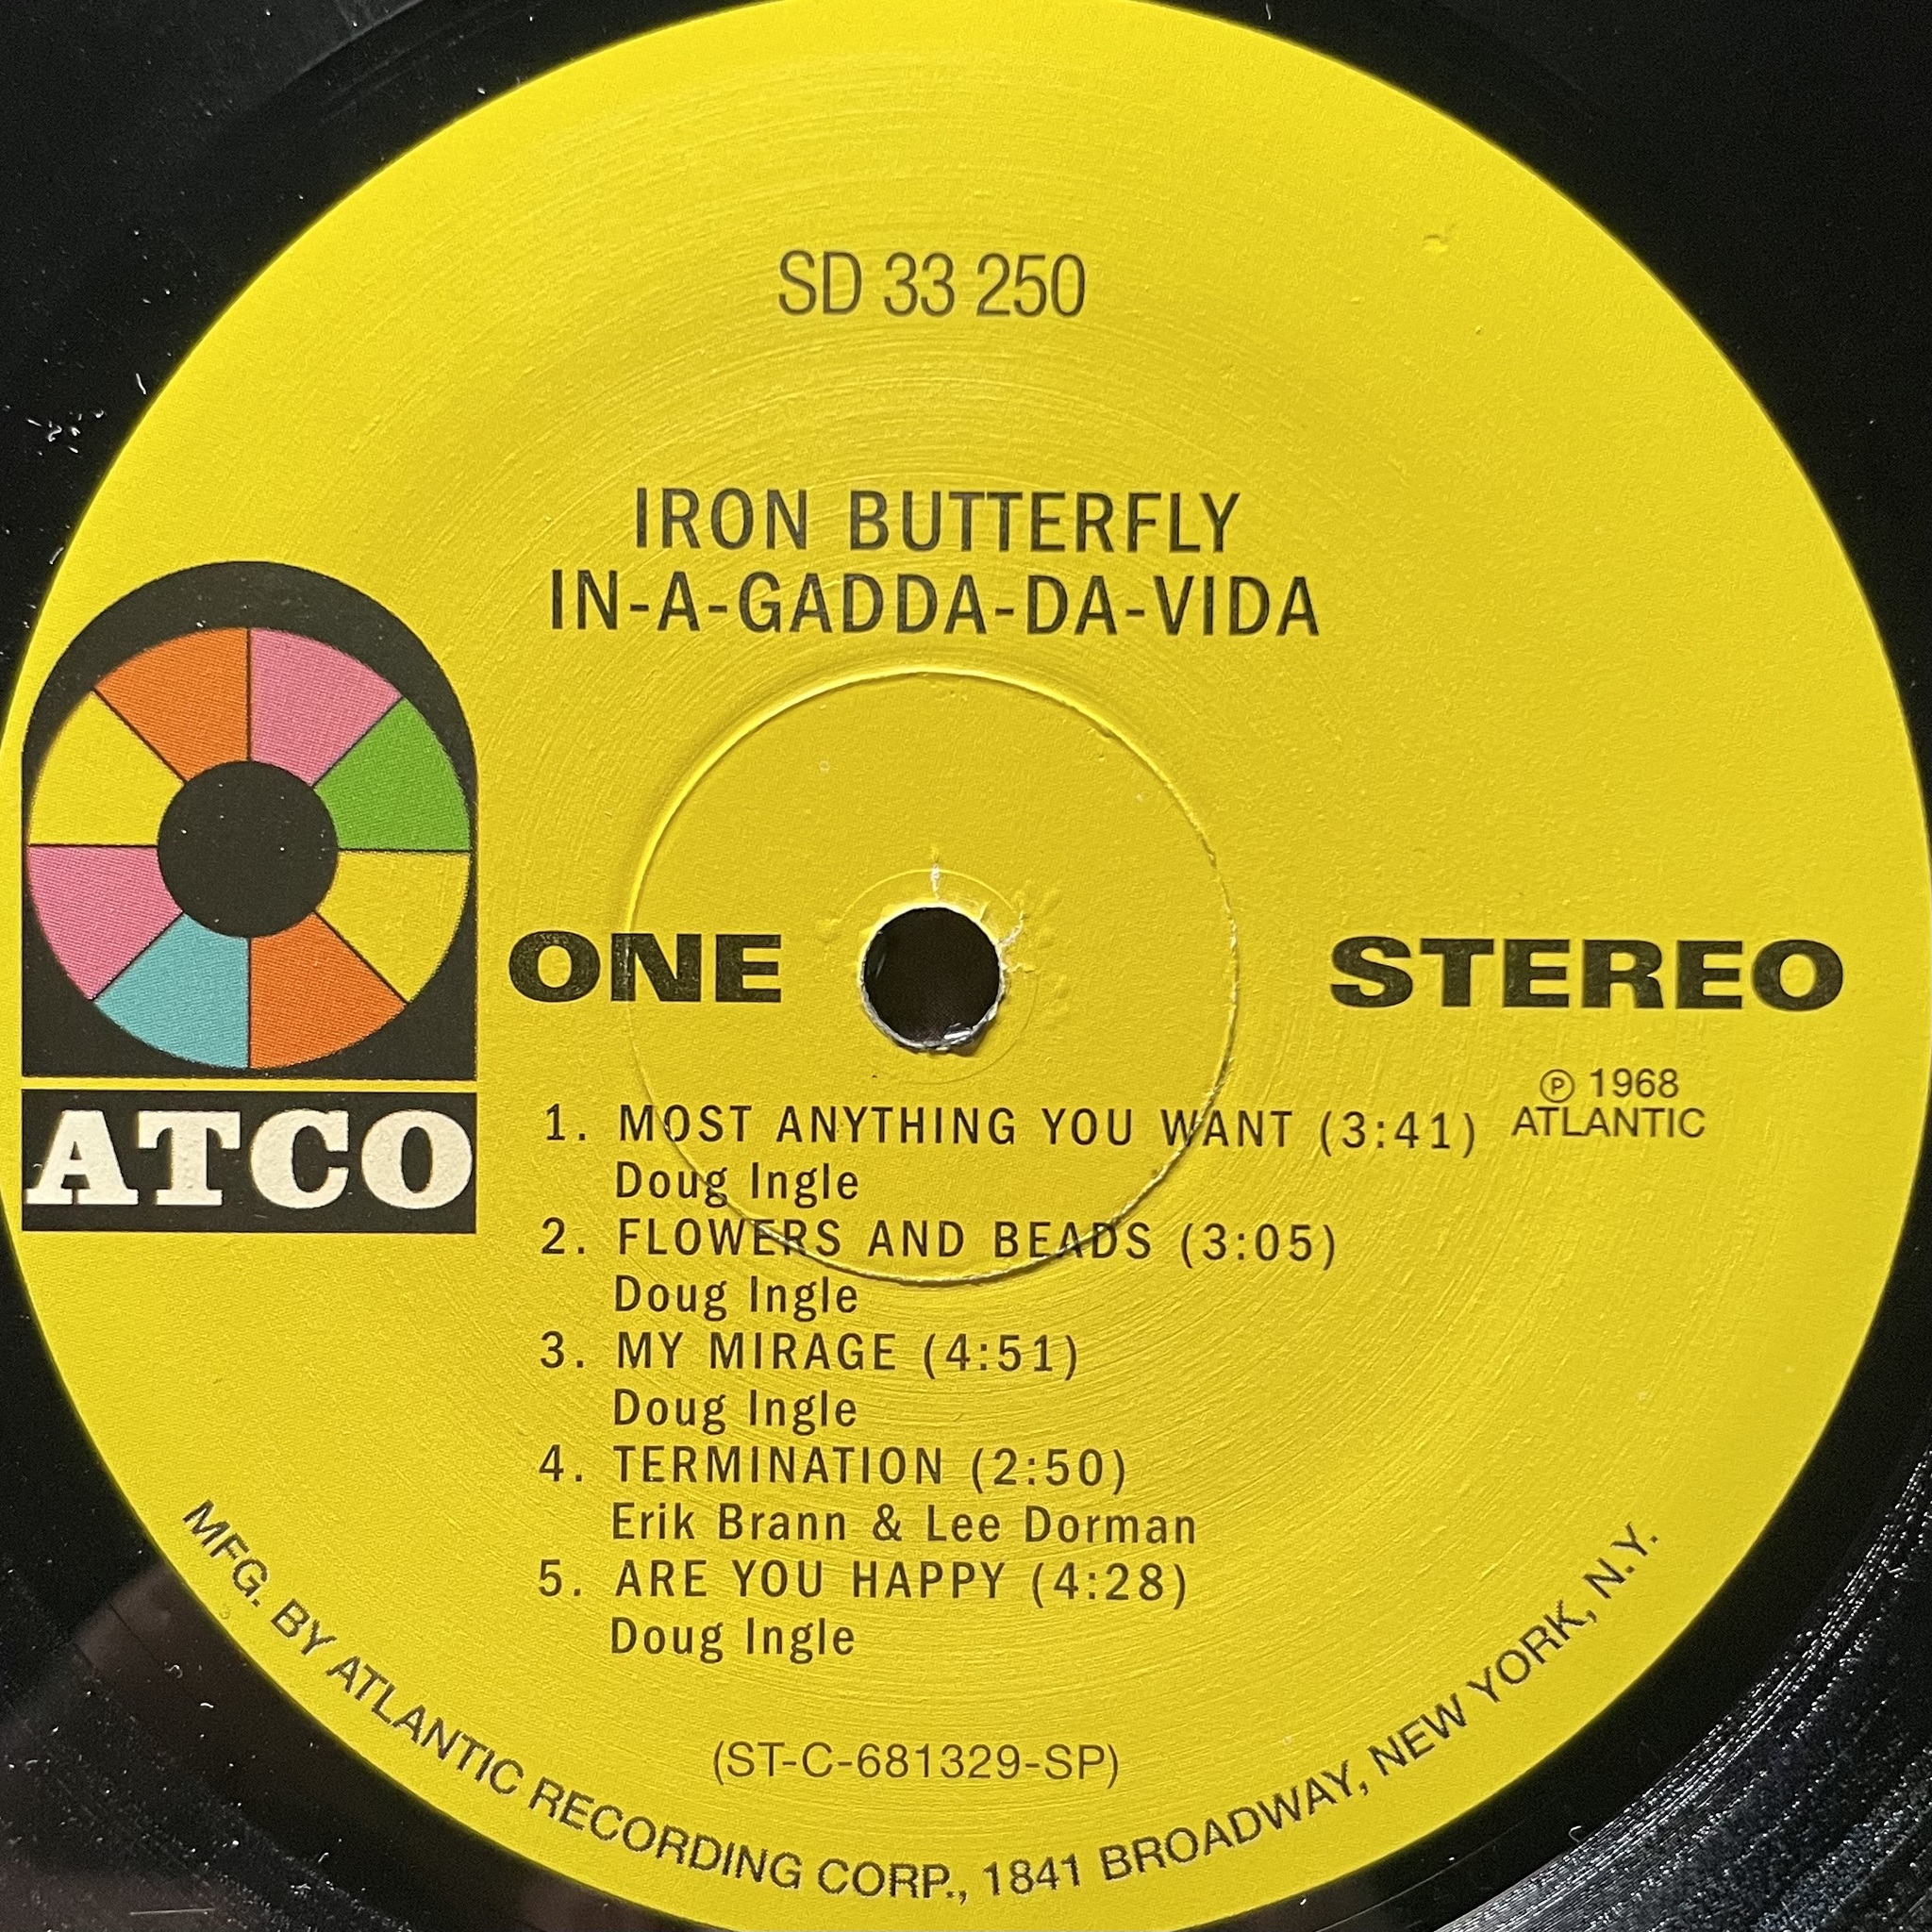 SD 33 250
IRON BUTTERFLY
IN-A-GADDA-DA-VIDA
ATCO
ONE
STEREO
℗ 1968
ATLANTIC
1. MOST ANYTHING YOU WANT (3:41)
Doug Ingle
2. FLOWERS AND BEADS (3:05)
Doug Ingle
3. MY MIRAGE (4:51)
Doug Ingle
4. TERMINATION (2:50)
Erik Brann & Lee Dorman
5. ARE YOU HAPPY (4:28)
Doug Ingle
(ST-C-681329-SP)
MFG. BY ATLANTIC RECORDING CORP., 1841 BROADWAY, NEW YORK, N.Y.